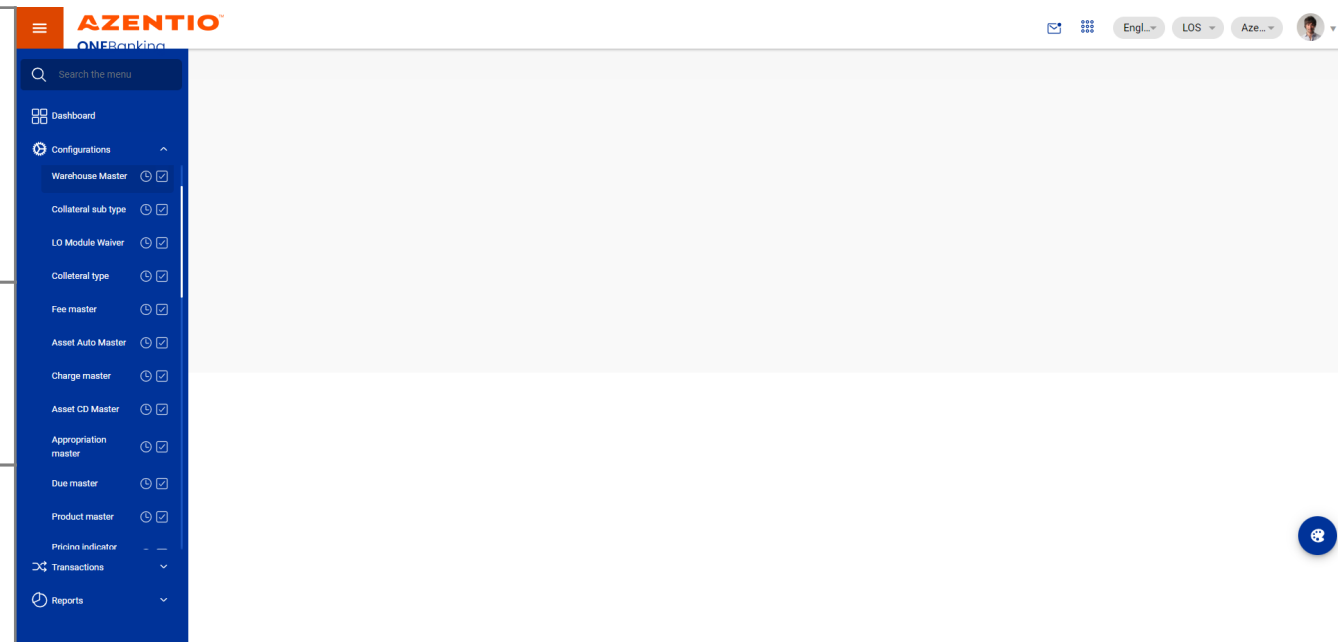 AZENTIO™
ONEBanking
Engl...
LOS
Aze...
Search the menu
Dashboard
Configurations
Warehouse Master
Collateral sub type
LO Module Waiver
Colleteral type
Fee master
Asset Auto Master
Charge master
Asset CD Master
Appropriation
master
Due master
Product master
Pricing indicator
Transactions
Reports